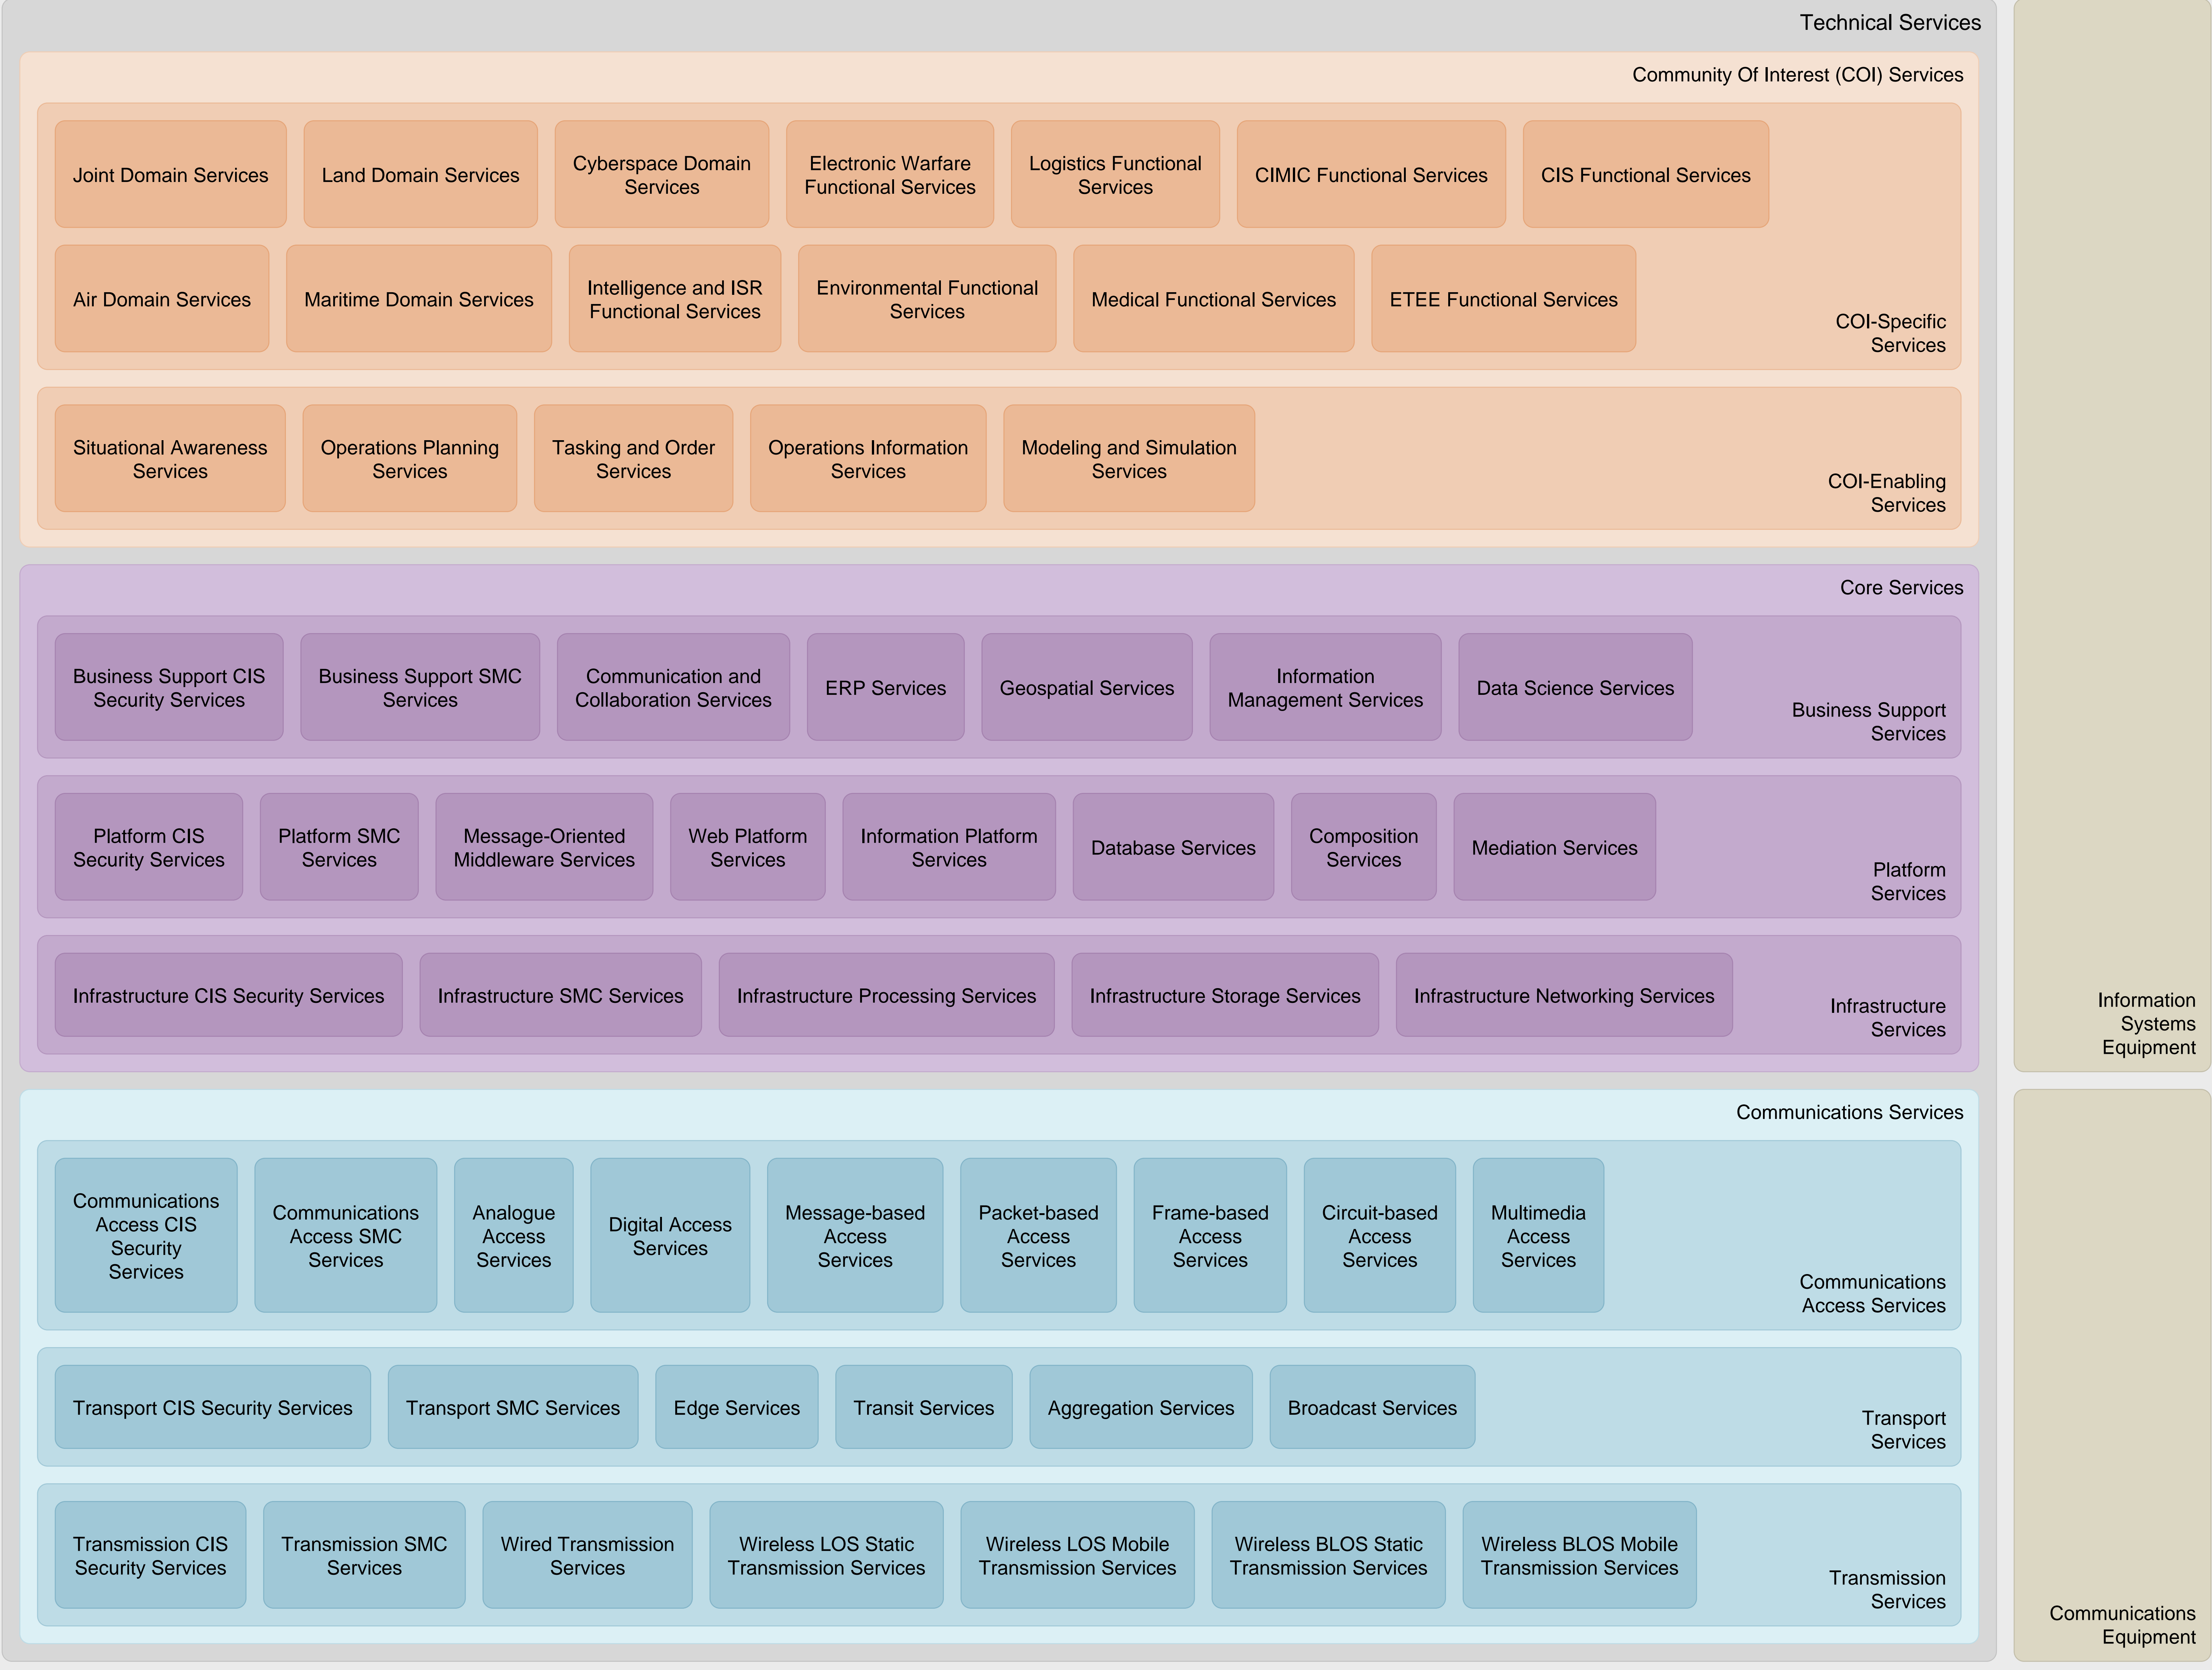 Technical Services
Community Of Interest (COI) Services
Joint Domain Services
Land Domain Services
Cyberspace Domain
Services
Electronic Warfare
Functional Services
Logistics Functional
Services
CIMIC Functional Services
CIS Functional Services
Air Domain Services
Maritime Domain Services
Intelligence and ISR
Functional Services
Environmental Functional
Services
Medical Functional Services
ETEE Functional Services
COI-Specific
Services
Situational Awareness
Services
Operations Planning
Services
Tasking and Order
Services
Operations Information
Services
Modeling and Simulation
Services
COI-Enabling
Services
Core Services
Business Support CIS
Security Services
Business Support SMC
Services
Communication and
Collaboration Services
ERP Services
Geospatial Services
Information
Management Services
Data Science Services
Business Support
Services
Platform CIS
Security Services
Platform SMC
Services
Message-Oriented
Middleware Services
Web Platform
Services
Information Platform
Services
Database Services
Composition
Services
Mediation Services
Platform
Services
Infrastructure CIS Security Services
Infrastructure SMC Services
Infrastructure Processing Services
Infrastructure Storage Services
Infrastructure Networking Services
Infrastructure
Services
Information
Systems
Equipment
Communications Services
Communications
Access CIS
Security
Services
Communications
Access SMC
Services
Analogue
Access
Services
Digital Access
Services
Message-based
Access
Services
Packet-based
Access
Services
Frame-based
Access
Services
Circuit-based
Access
Services
Multimedia
Access
Services
Communications
Access Services
Transport CIS Security Services
Transport SMC Services
Edge Services
Transit Services
Aggregation Services
Broadcast Services
Transport
Services
Transmission CIS
Security Services
Transmission SMC
Services
Wired Transmission
Services
Wireless LOS Static
Transmission Services
Wireless LOS Mobile
Transmission Services
Wireless BLOS Static
Transmission Services
Wireless BLOS Mobile
Transmission Services
Transmission
Services
Communications
Equipment